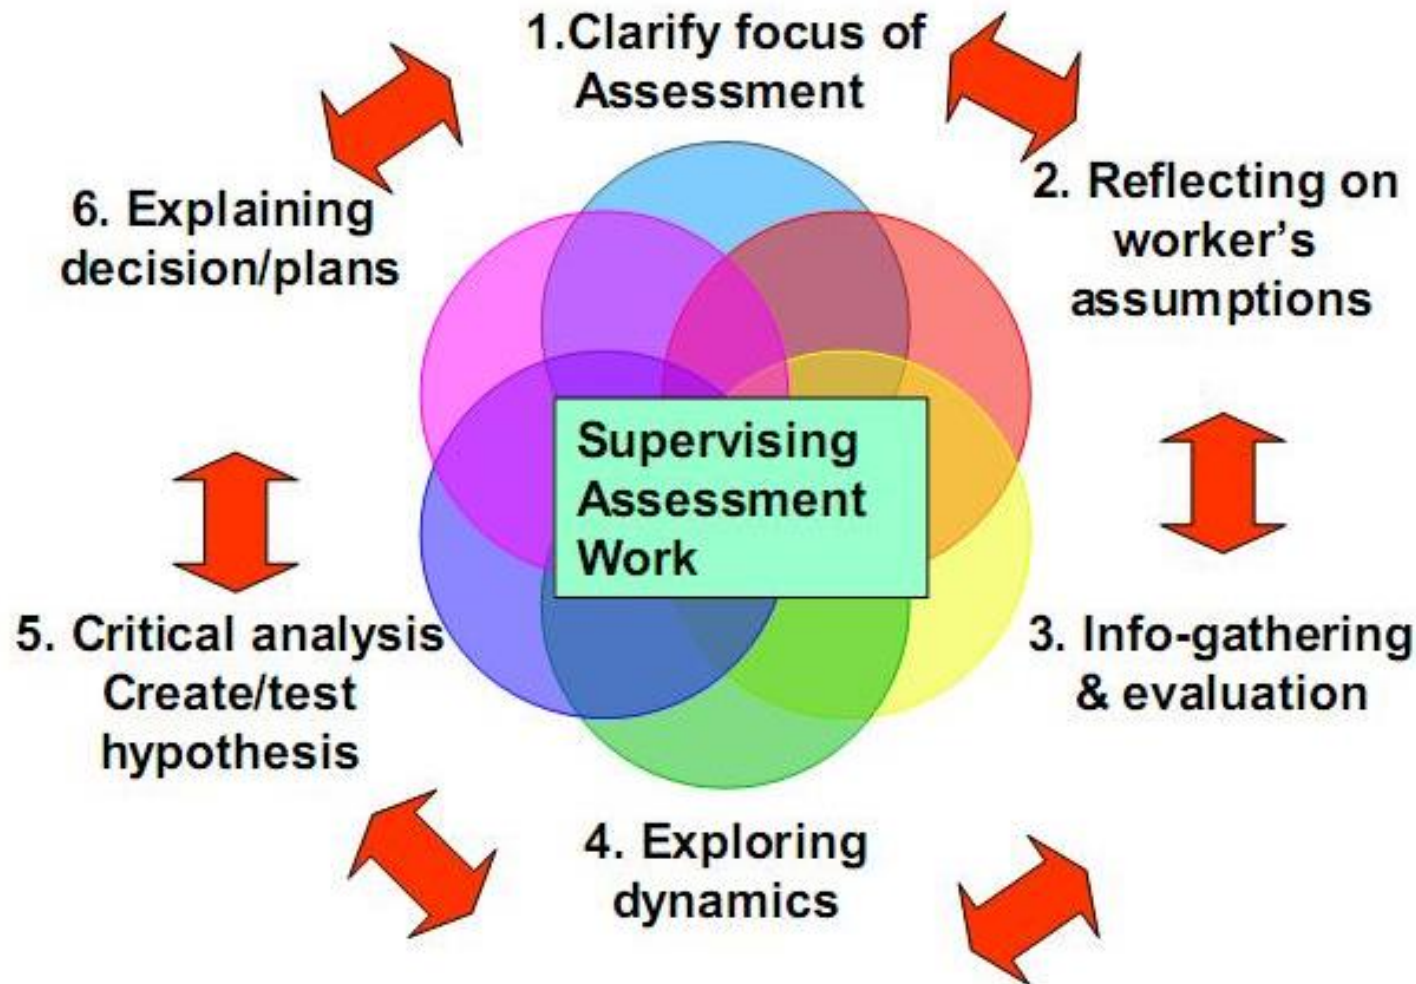 1.Clarify focus of
Assessment
2. Reflecting on
worker’s
assumptions
3. Info-gathering
& evaluation
4. Exploring
dynamics
5. Critical analysis
Create/test
hypothesis
6. Explaining
decision/plans
Supervising
Assessment
Work